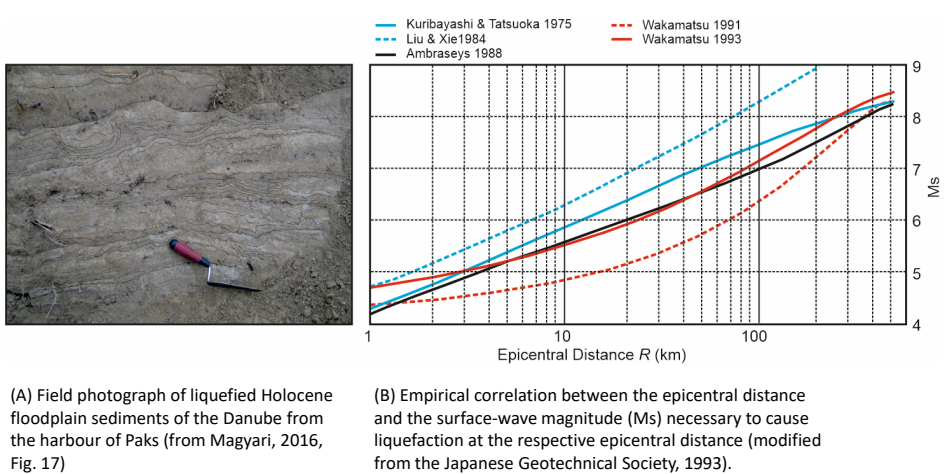 Kuribayashi & Tatsuoka 1975
Liu & Xie1984
Ambraseys 1988
Wakamatsu 1991
Wakamatsu 1993
9
8
7
6
5
4
Ms
1
10
100
Epicentral Distance R (km)
(A) Field photograph of liquefied Holocene
floodplain sediments of the Danube from
the harbour of Paks (from Magyari, 2016,
Fig. 17)
(B) Empirical correlation between the epicentral distance
and the surface-wave magnitude (Ms) necessary to cause
liquefaction at the respective epicentral distance (modified
from the Japanese Geotechnical Society, 1993).